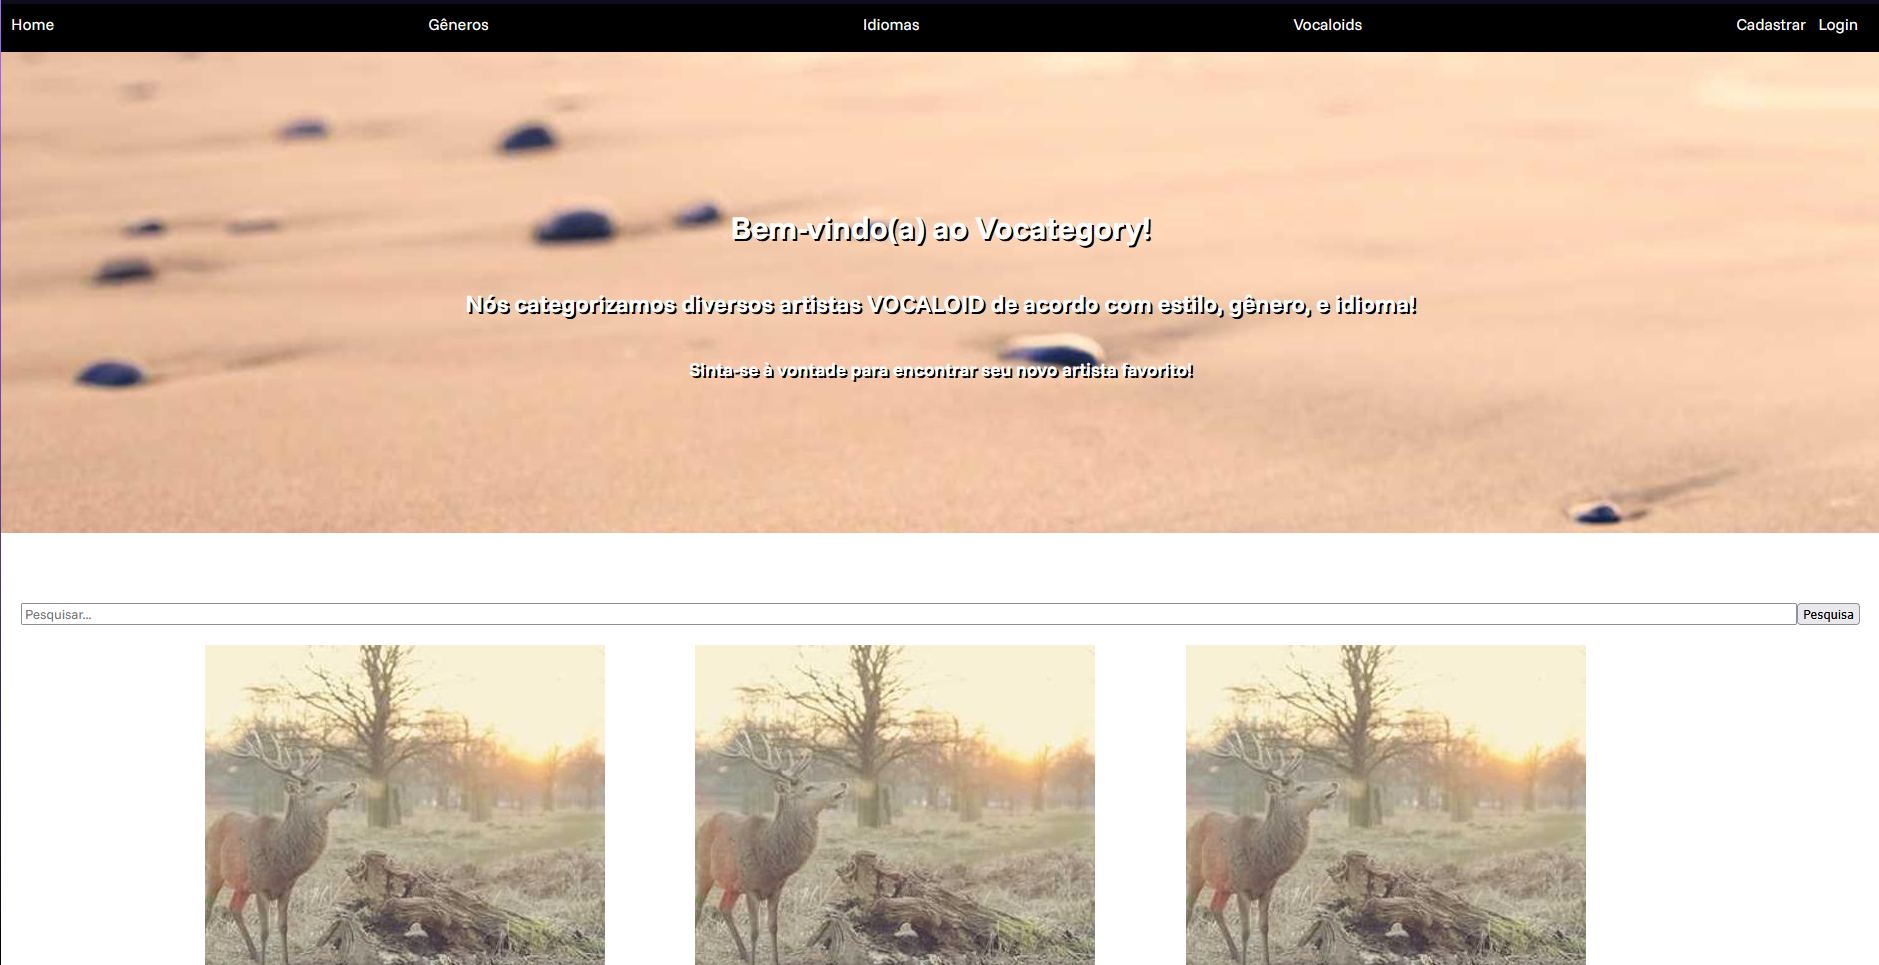 Home
Gêneros
Idiomas
Vocaloids
Cadastrar
Login
Bem-vindo(a) ao Vocategory!
Nós categorizamos diversos artistas VOCALOID de acordo com estilo, gênero, e idioma!
Sinta-se à vontade para encontrar seu novo artista favorito!
Pesquisar...
Pesquisa